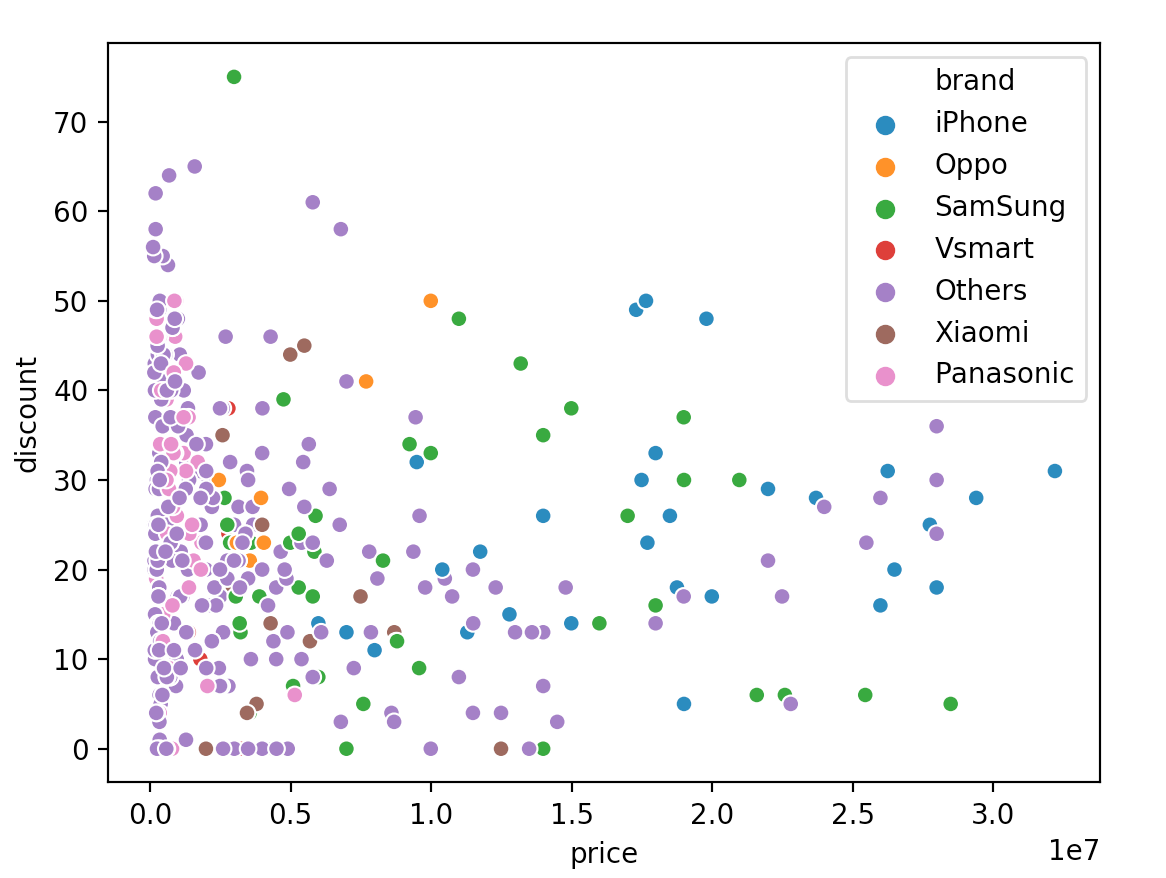 brand
iPhone
Oppo
SamSung
Vsmart
Others
Xiaomi
Panasonic
discount
70
60
50
40
30
20
10
0
0.0 0.5 1.0 1.5 2.0 2.5 3.0
1e7
price